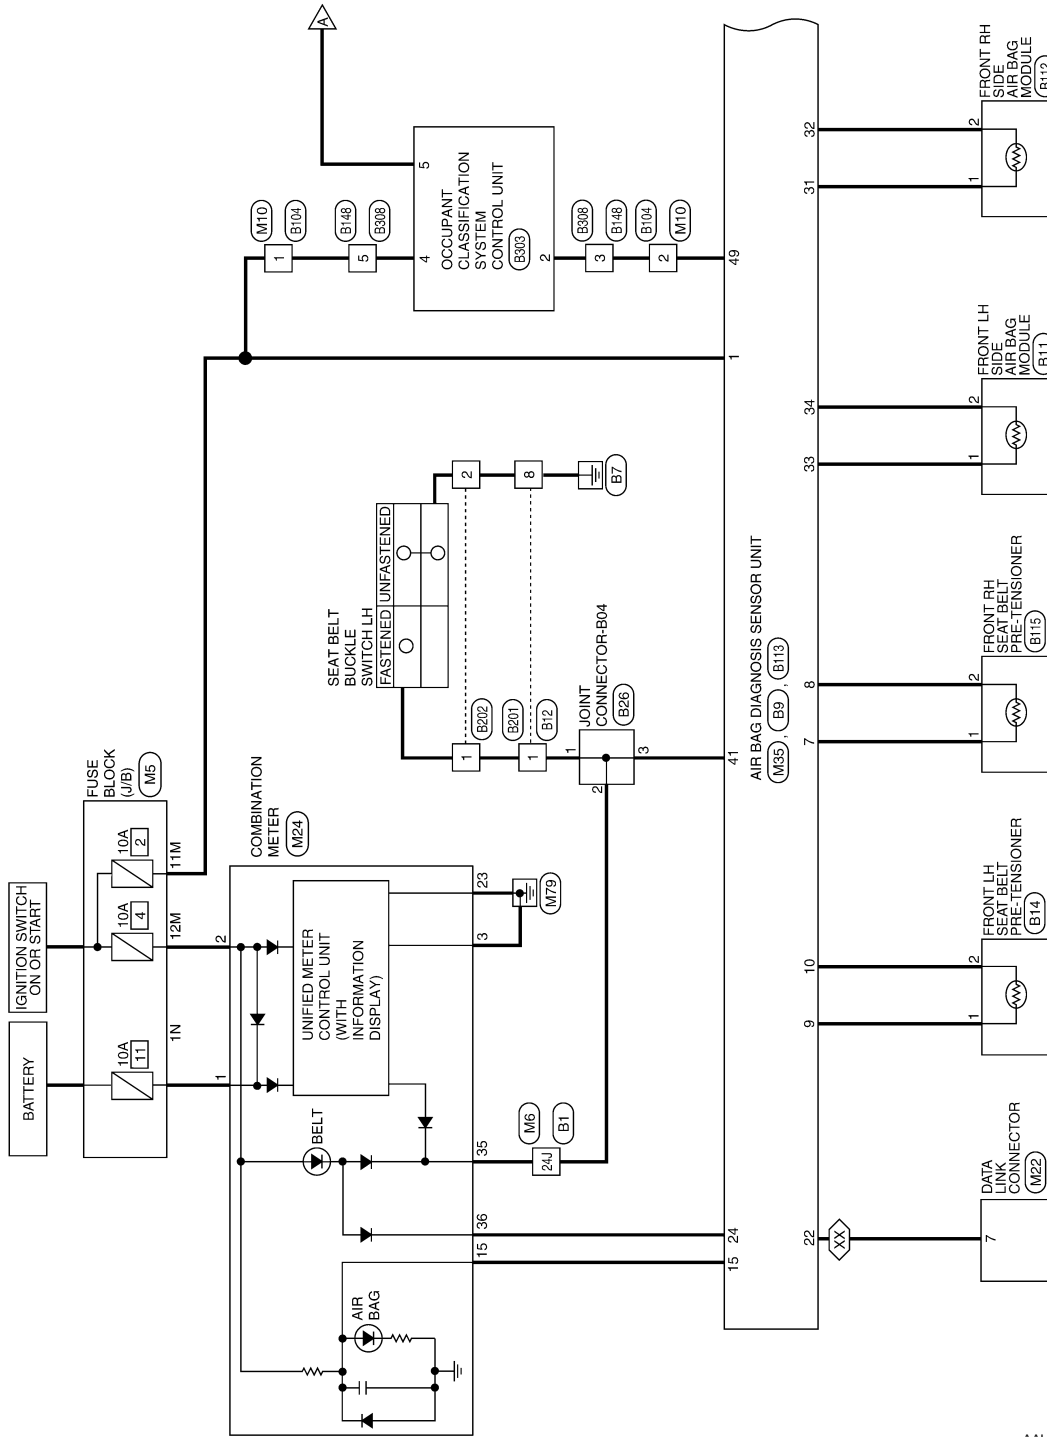 IGNITION SWITCH
ON OR START
BATTERY
FUSE
BLOCK
(J/B)
M5
10A
2
11M
10A
4
12M
10A
11
1N
COMBINATION
METER
M24
2
1
UNIFIED METER
CONTROL UNIT
(WITH
INFORMATION
DISPLAY)
BELT
AIR
BAG
23
3
35
36
15
M79
M6
B1
24J
SEAT BELT
BUCKLE
SWITCH LH
FASTENED
UNFASTENED
1
B202
B201
1
B12
2
8
B7
JOINT
CONNECTOR-B04
B26
1
2
3
A
M10
B104
1
B148
B308
5
OCCUPANT
CLASSIFICATION
SYSTEM
CONTROL UNIT
B303
4
5
2
B308
B148
3
B104
M10
2
49
1
41
24
15
AIR BAG DIAGNOSIS SENSOR UNIT
M35 , B9 , B113
32
31
34
33
8
7
10
9
22
XX
FRONT RH
SIDE
AIR BAG
MODULE
B112
2
1
FRONT LH
SIDE
AIR BAG
MODULE
B11
2
1
FRONT RH
SEAT BELT
PRE-TENSIONER
B115
2
1
FRONT LH
SEAT BELT
PRE-TENSIONER
B14
2
1
DATA
LINK
CONNECTOR
M22
7